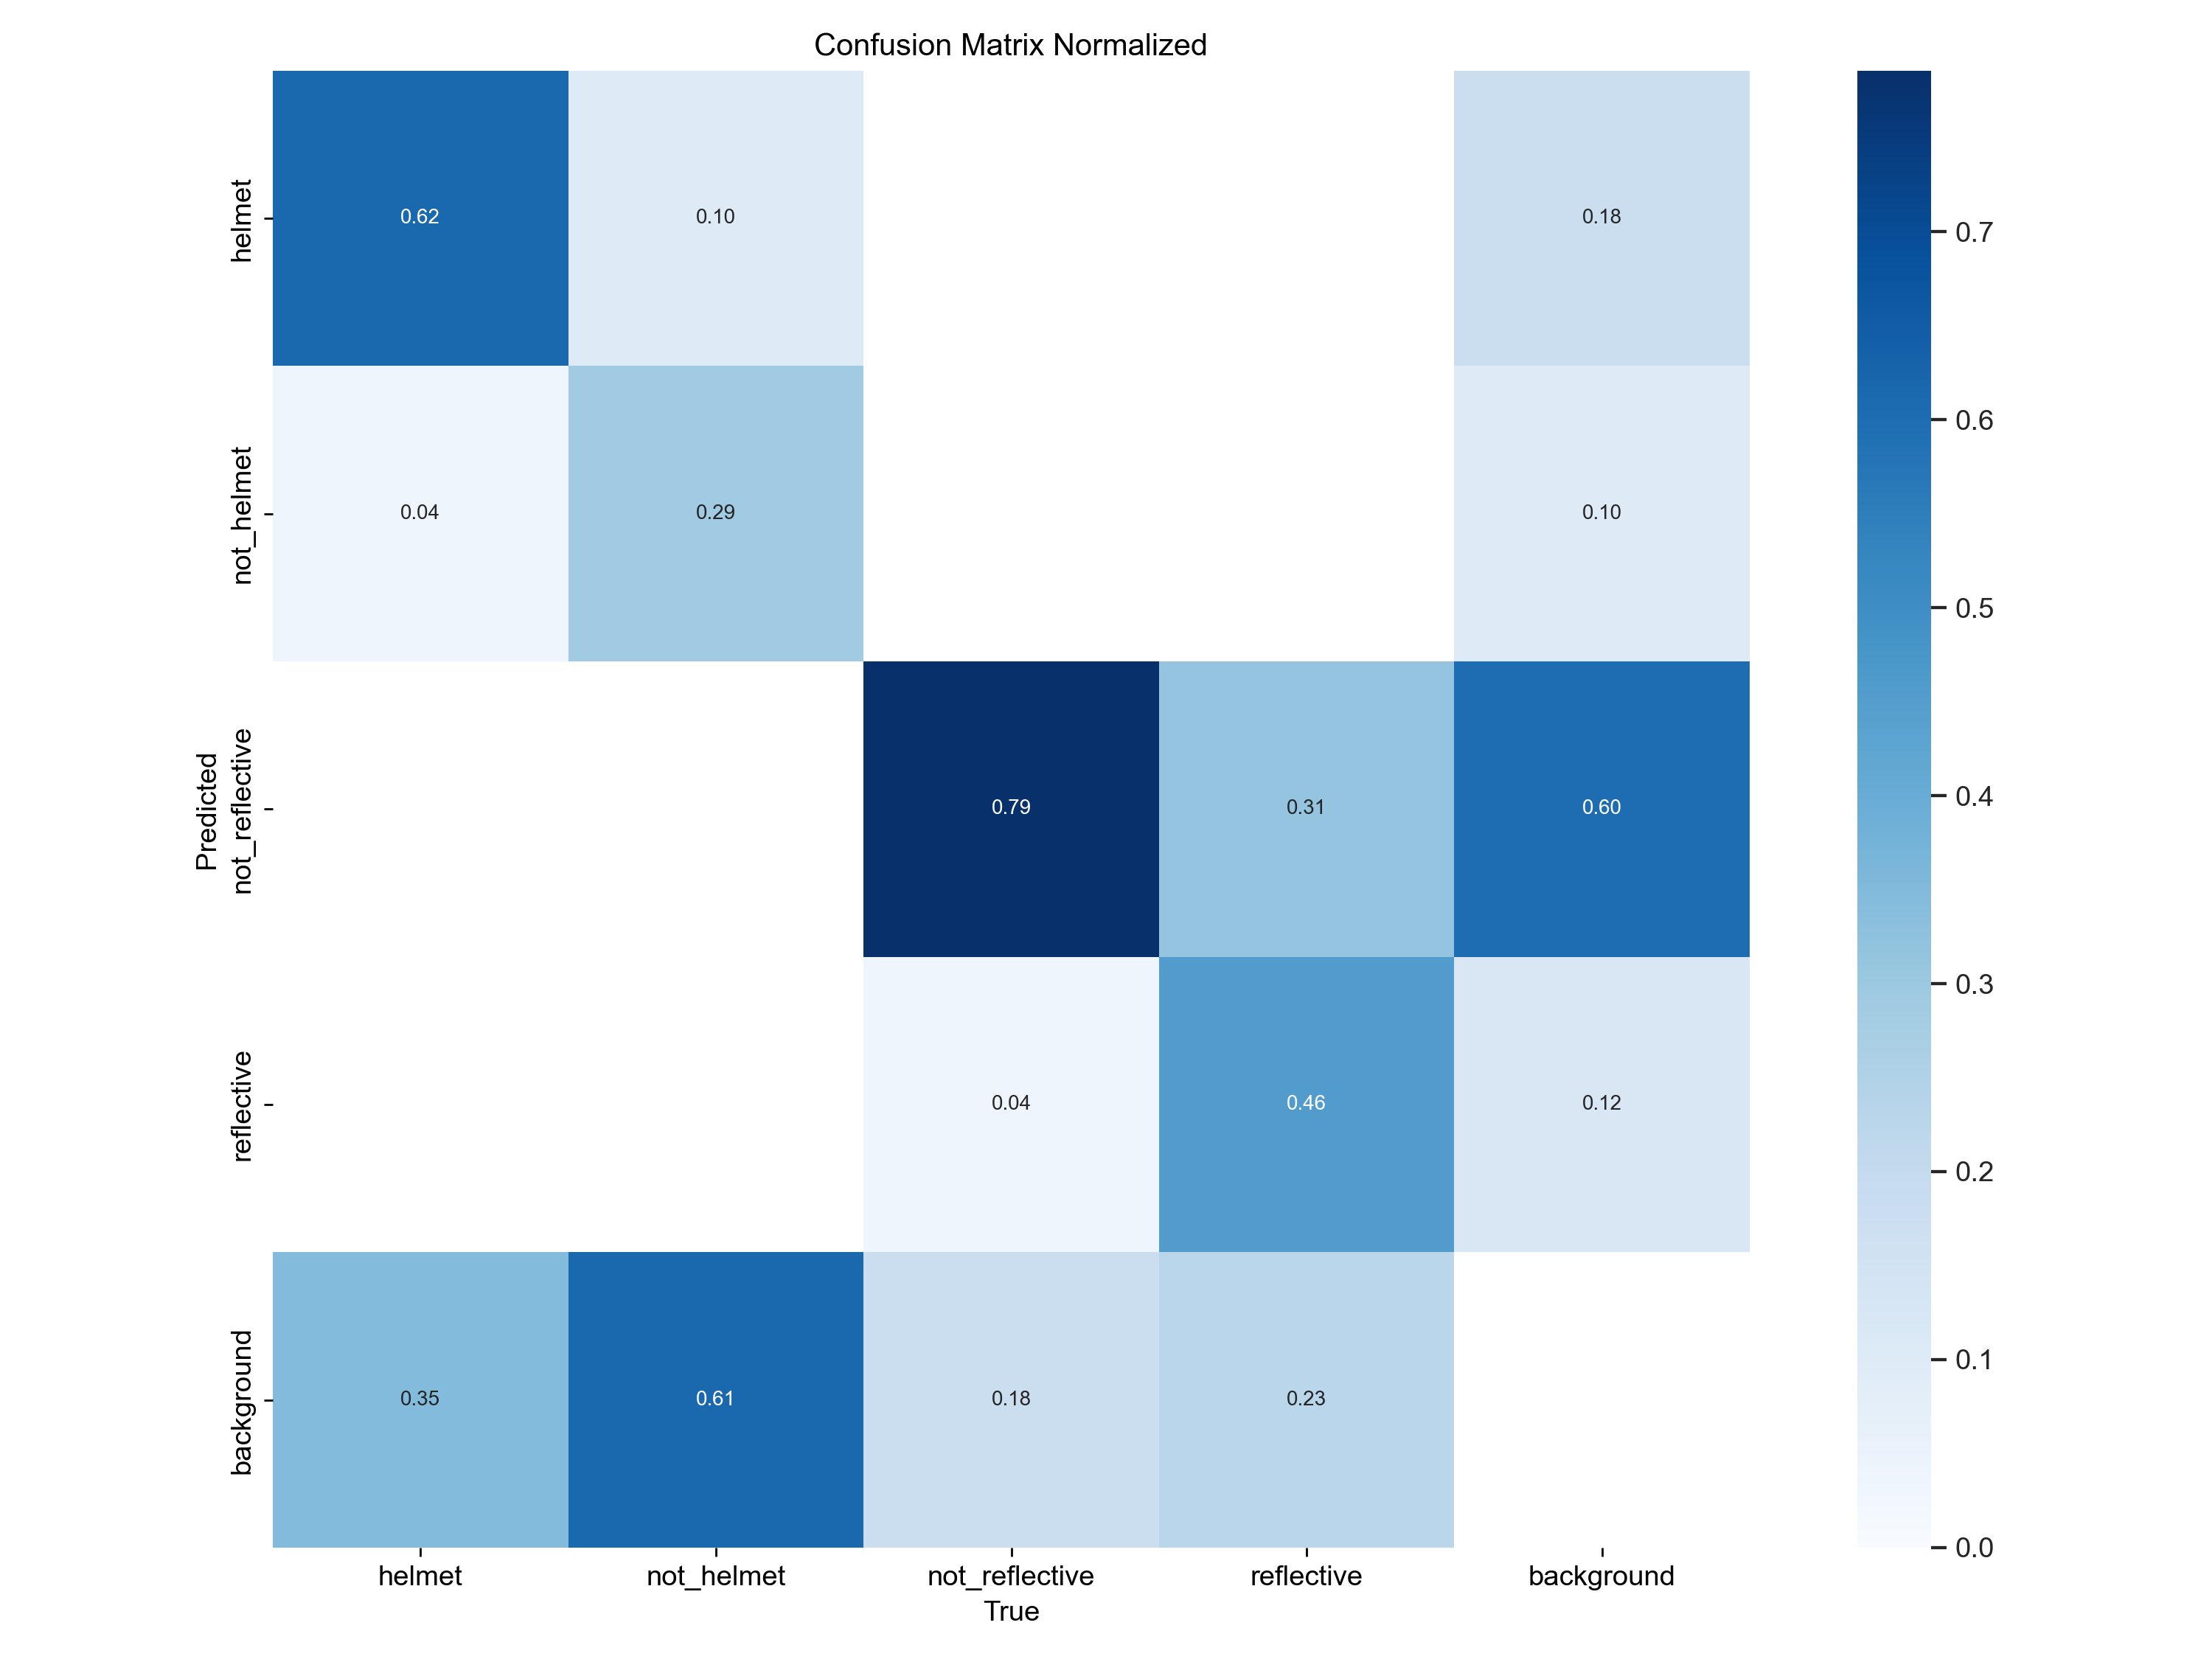 Confusion Matrix Normalized
helmet
0.62
0.10
0.18
not_helmet
0.04
0.29
0.10
Predicted
not_reflective
0.79
0.31
0.60
reflective
0.04
0.46
0.12
background
0.35
0.61
0.18
0.23
helmet
not_helmet
not_reflective
reflective
background
True
0.7
0.6
0.5
0.4
0.3
0.2
0.1
0.0